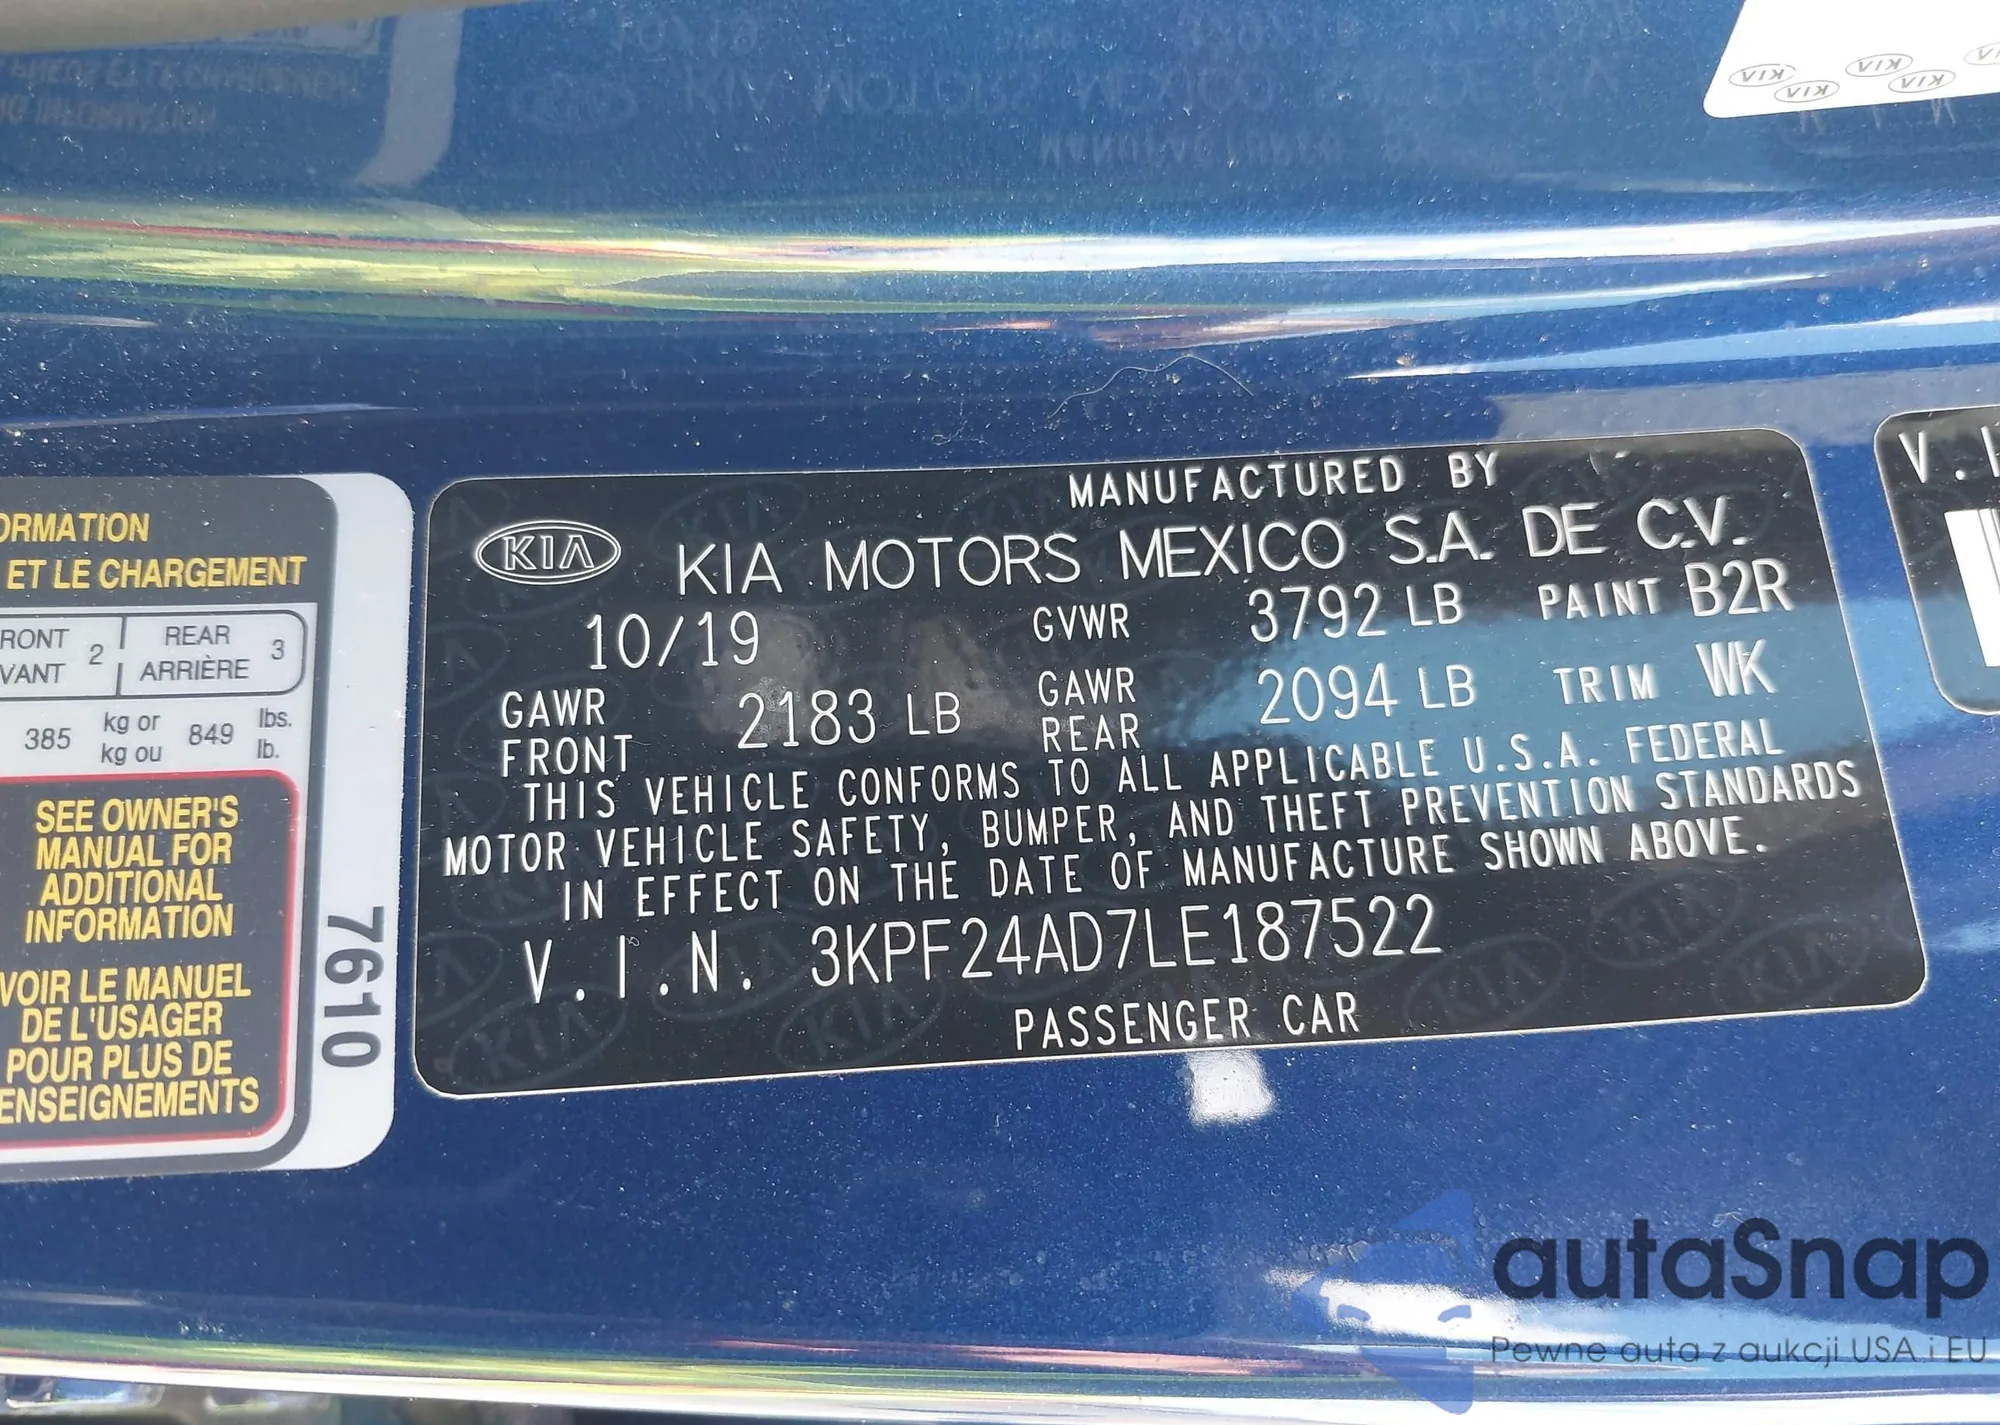 ORMATION
ET LE CHARGEMENT
RONT
VANT
2
REAR
ARRIÈRE
3
385
kg or
kg ou
849
lbs.
lb.
SEE OWNER'S
MANUAL FOR
ADDITIONAL
INFORMATION
VOIR LE MANUEL
DE L'USAGER
POUR PLUS DE
ENSEIGNEMENTS
7610
MANUFACTURED BY
KIA KIA MOTORS MEXICO S.A. DE C.V.
10/19 GVWR 3792 LB PAINT B2R
GAWR FRONT 2183 LB GAWR REAR 2094 LB TRIM WK
THIS VEHICLE CONFORMS TO ALL APPLICABLE U.S.A. FEDERAL
MOTOR VEHICLE SAFETY, BUMPER, AND THEFT PREVENTION STANDARDS
IN EFFECT ON THE DATE OF MANUFACTURE SHOWN ABOVE.
V.I.N. 3KPF24AD7LE187522
PASSENGER CAR
V.I
KIA KIA KIA KIA
autaSnap
Pewne auta z aukcji USA i EU